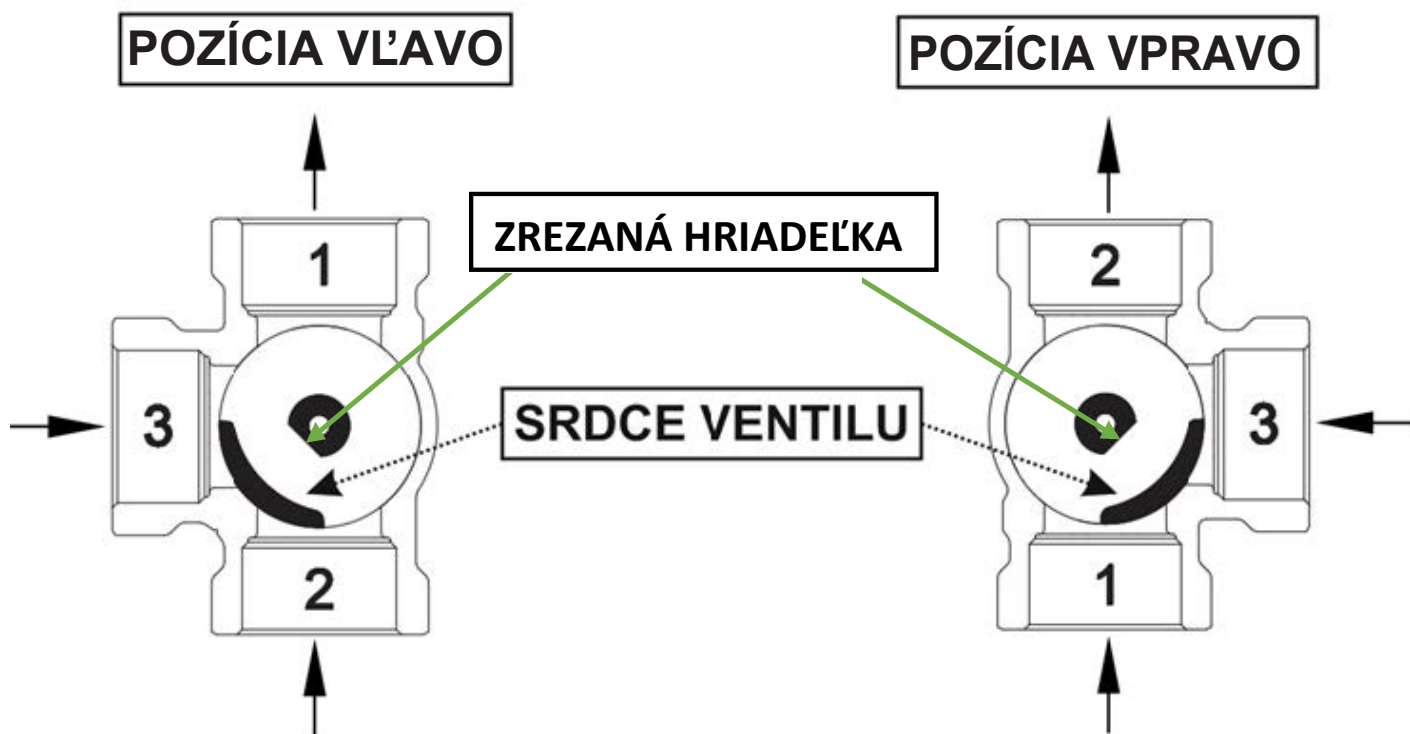 POZÍCIA VĽAVO
POZÍCIA VPRAVO
ZREZANÁ HRIADEĽKA
1
2
3
SRDCE VENTILU
3
2
1